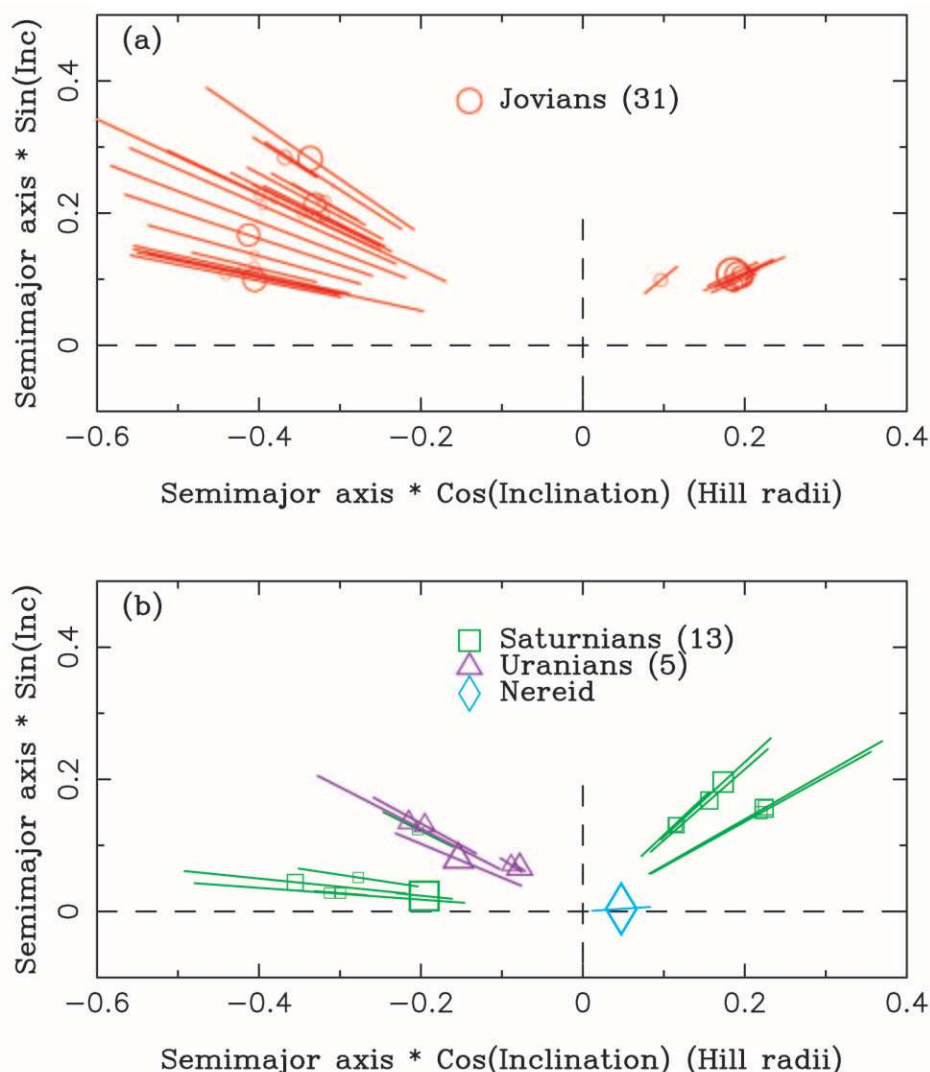 (a)
Jovians (31)
Semimajor axis * Sin(Inc)
0.4
0.2
0
−0.6 −0.4 −0.2 0 0.2 0.4
Semimajor axis * Cos(Inclination) (Hill radii)
(b)
Saturnians (13)
Uranians (5)
Nereid
Semimajor axis * Sin(Inc)
0.4
0.2
0
−0.6 −0.4 −0.2 0 0.2 0.4
Semimajor axis * Cos(Inclination) (Hill radii)